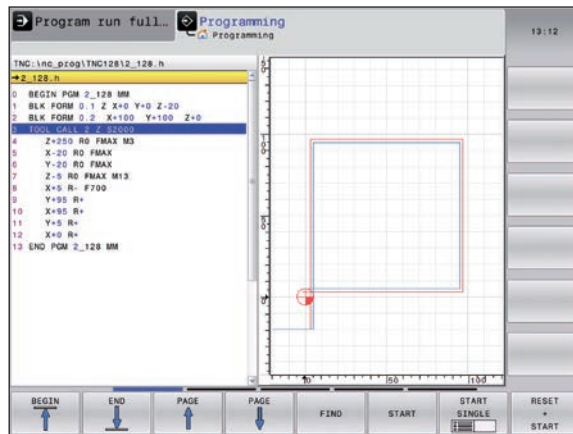 Program run full…
Programming
Programming
13:12
TNC:\nc_prog\TNC128\2_128.h
→2_128.h
0 BEGIN PGM 2_128 MM
1 BLK FORM 0.1 Z X+0 Y+0 Z-20
2 BLK FORM 0.2 X+100 Y+100 Z+0
3 TOOL CALL 2 Z S2000
4 Z+250 R0 FMAX M3
5 X-20 R0 FMAX
6 Y-20 R0 FMAX
7 Z-5 R0 FMAX M13
8 X+5 R- F700
9 Y+95 R+
10 X+95 R+
11 Y+5 R+
12 X+0 R+
13 END PGM 2_128 MM
100
50
0
0
50
100
BEGIN
END
PAGE
PAGE
FIND
START
START SINGLE
RESET + START